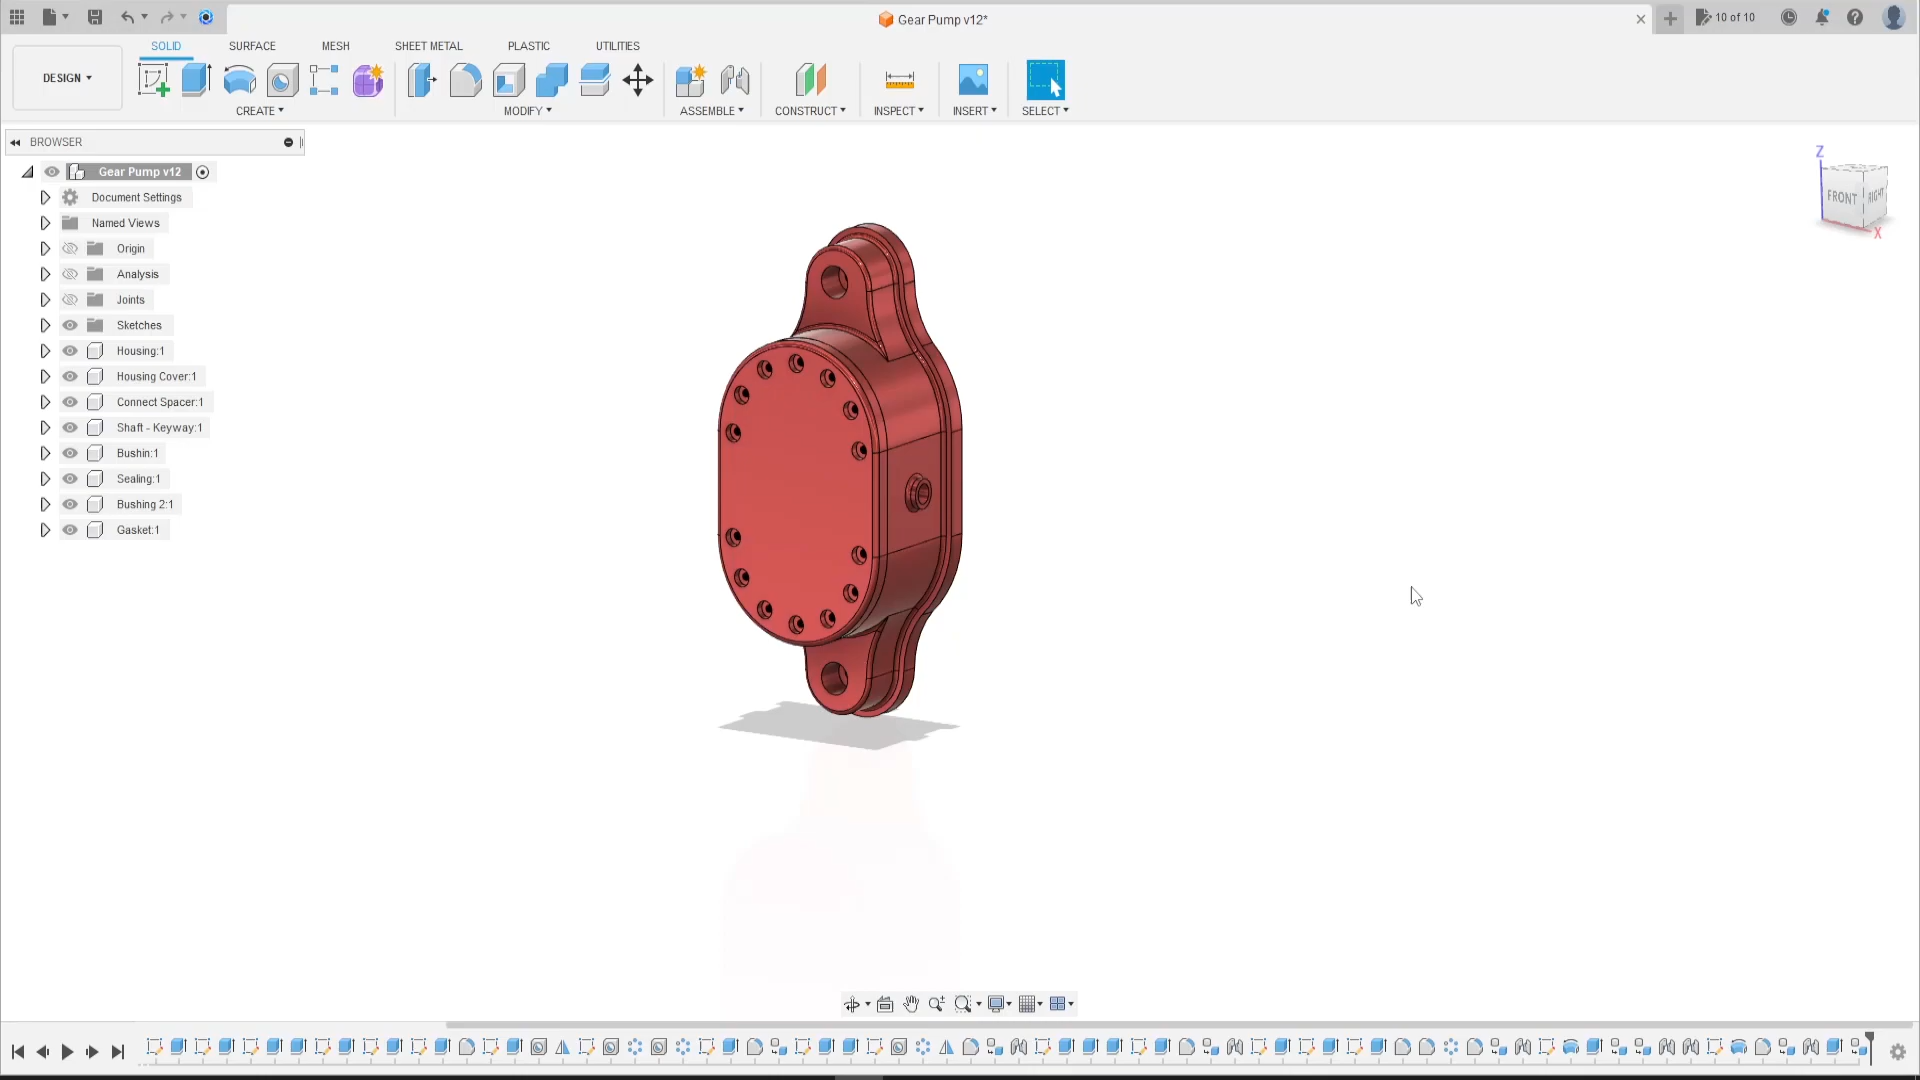 Gear Pump v12*
10 of 10
SOLID
SURFACE
MESH
SHEET METAL
PLASTIC
UTILITIES
DESIGN
CREATE
MODIFY
ASSEMBLE
CONSTRUCT
INSPECT
INSERT
SELECT
BROWSER
Gear Pump v12
Document Settings
Named Views
Origin
Analysis
Joints
Sketches
Housing:1
Housing Cover:1
Connect Spacer:1
Shaft - Keyway:1
Bushin:1
Sealing:1
Bushing 2:1
Gasket:1
Z
FRONT
RIGHT
X